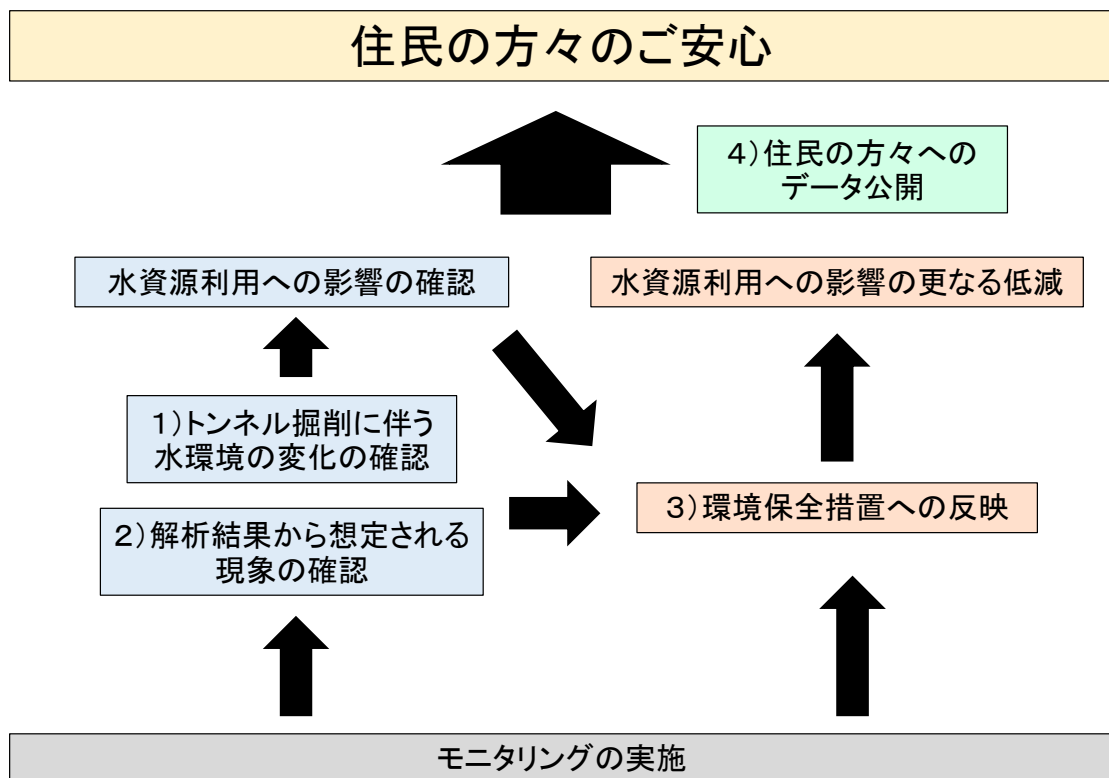 住民の方々のご安心
4)住民の方々への
データ公開
水資源利用への影響の確認
水資源利用への影響の更なる低減
1)トンネル掘削に伴う
水環境の変化の確認
3)環境保全措置への反映
2)解析結果から想定される
現象の確認
モニタリングの実施